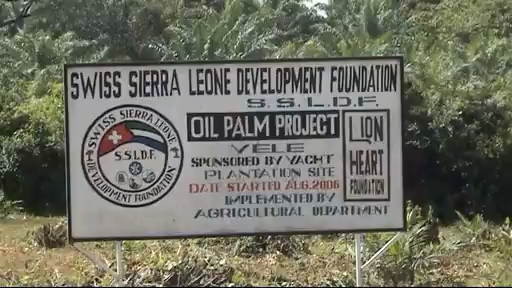 SWISS SIERRA LEONE DEVELOPMENT FOUNDATION
S.S.L.D.F.
SWISS SIERRA LEONE
S.S.L.D.F.
DEVELOPMENT FOUNDATION
OIL PALM PROJECT
YELE
SPONSORED BY YACHT
PLANTATION SITE
DATE STARTED AUG.2006
IMPLEMENTED BY
AGRICULTURAL DEPARTMENT
LION
HEART
FOUNDATION